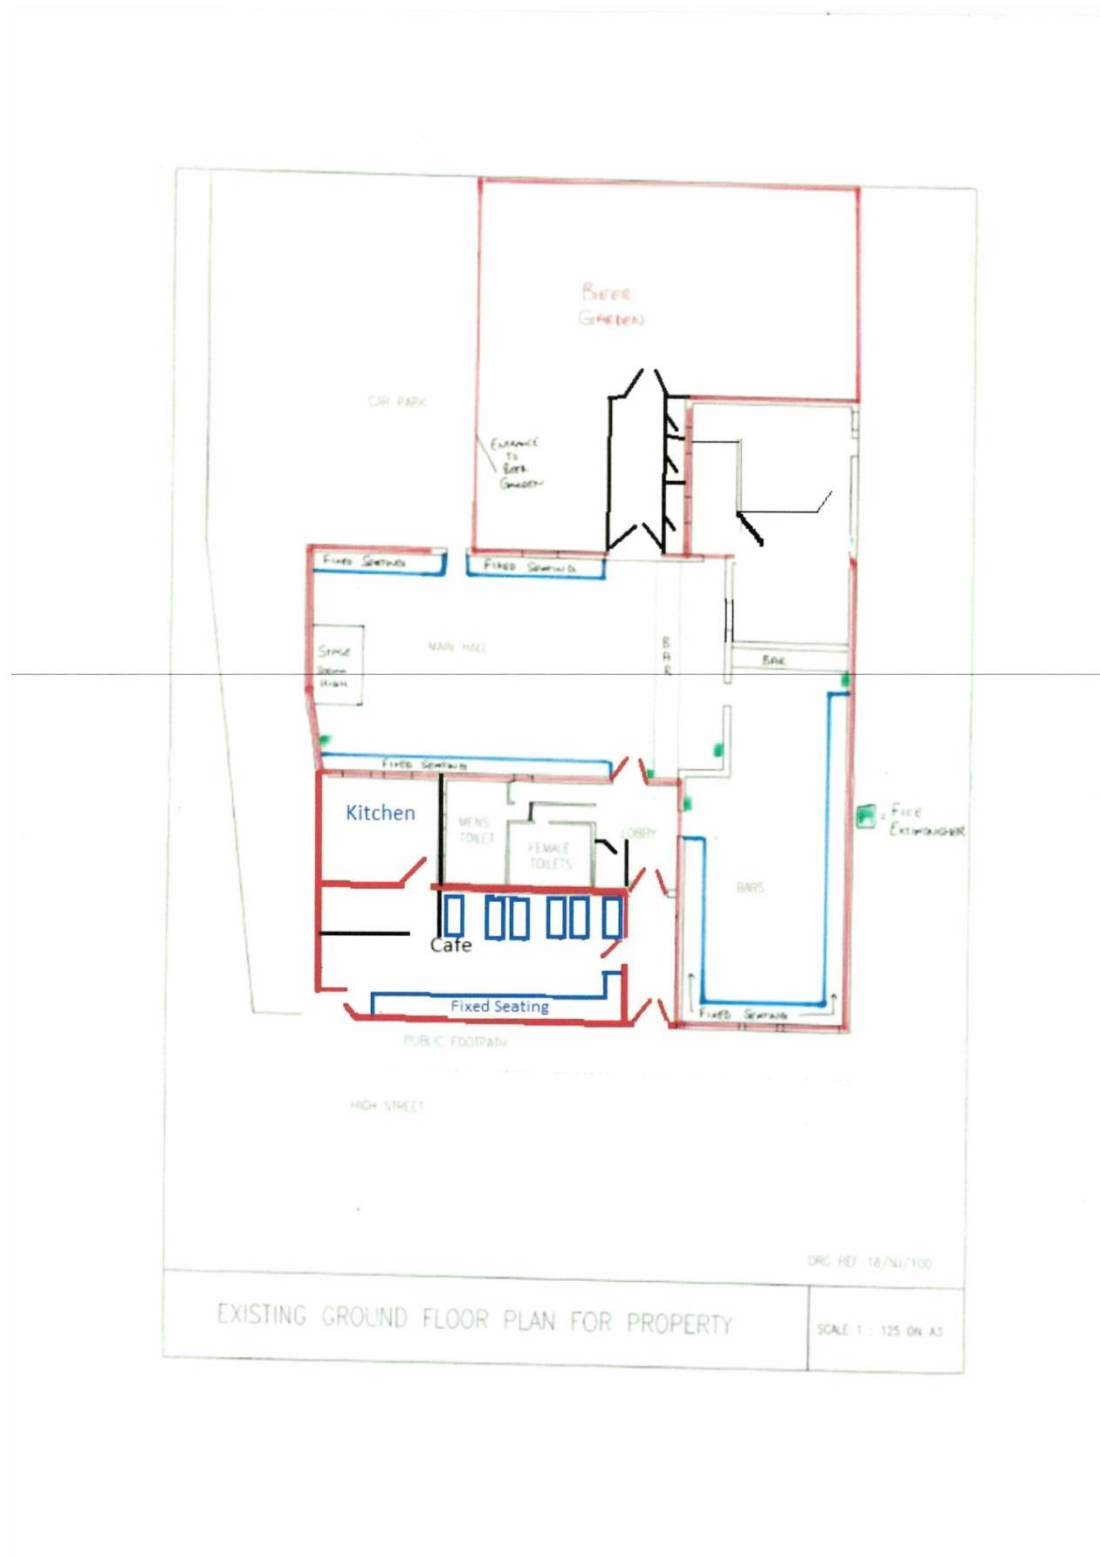 BEER
GARDEN
CAR PARK
ENTRANCE
TO
BEER
GARDEN
FIXED SEATING
FIXED SEATING
STAGE
HIGH
MAIN HALL
BAR
BAR
FIXED SEATING
Kitchen
MENS
TOILET
FEMALE
TOILETS
LOBBY
= FIRE
EXTINGUISHER
BARS
Cafe
Fixed Seating
FIXED SEATING
PUBLIC FOOTPATH
HIGH STREET
DRG REF 18/NJ/100
EXISTING GROUND FLOOR PLAN FOR PROPERTY
SCALE 1 : 125 ON A3